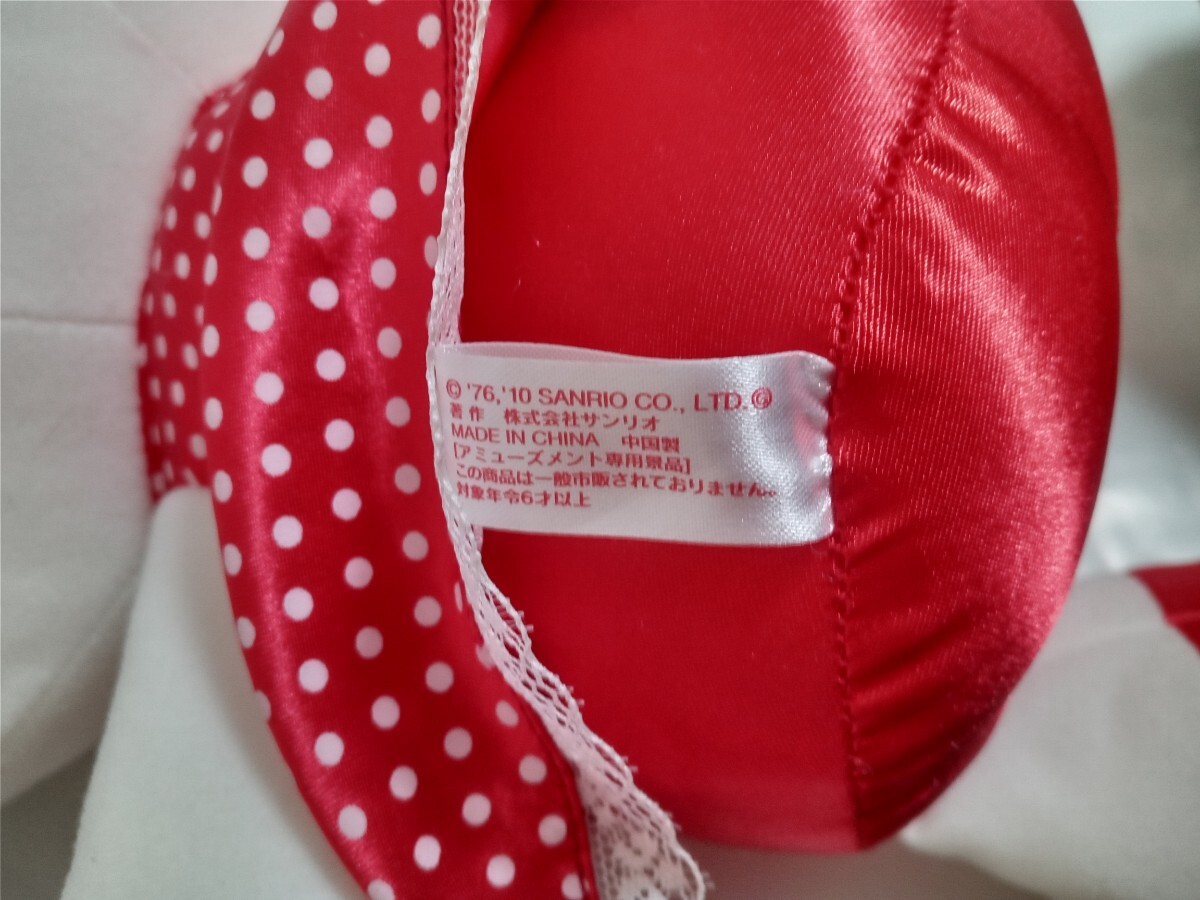 © '76,'10 SANRIO CO., LTD.Ⓖ
著作 株式会社サンリオ
MADE IN CHINA 中国製
[アミューズメント専用景品]
この商品は一般市販されておりません。
対象年令6才以上